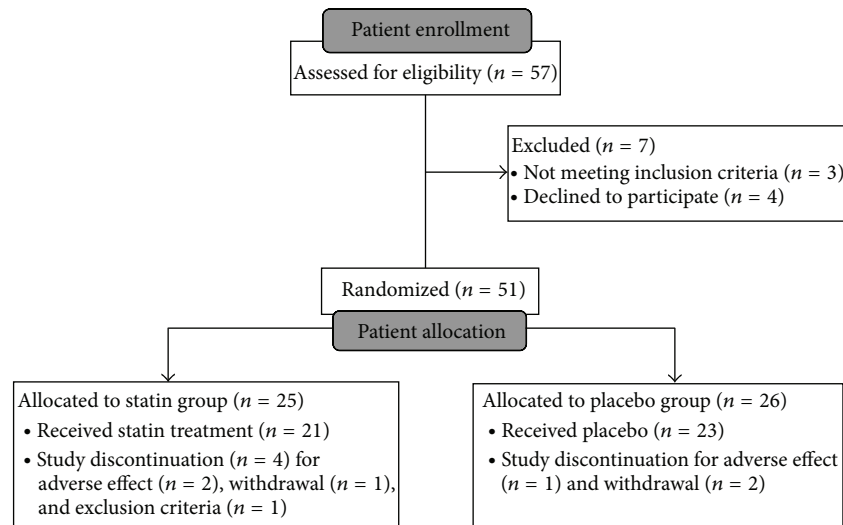 Patient enrollment
Assessed for eligibility (n = 57)
Excluded (n = 7)
• Not meeting inclusion criteria (n = 3)
• Declined to participate (n = 4)
Randomized (n = 51)
Patient allocation
Allocated to statin group (n = 25)
• Received statin treatment (n = 21)
• Study discontinuation (n = 4) for
adverse effect (n = 2), withdrawal (n = 1),
and exclusion criteria (n = 1)
Allocated to placebo group (n = 26)
• Received placebo (n = 23)
• Study discontinuation for adverse effect
(n = 1) and withdrawal (n = 2)